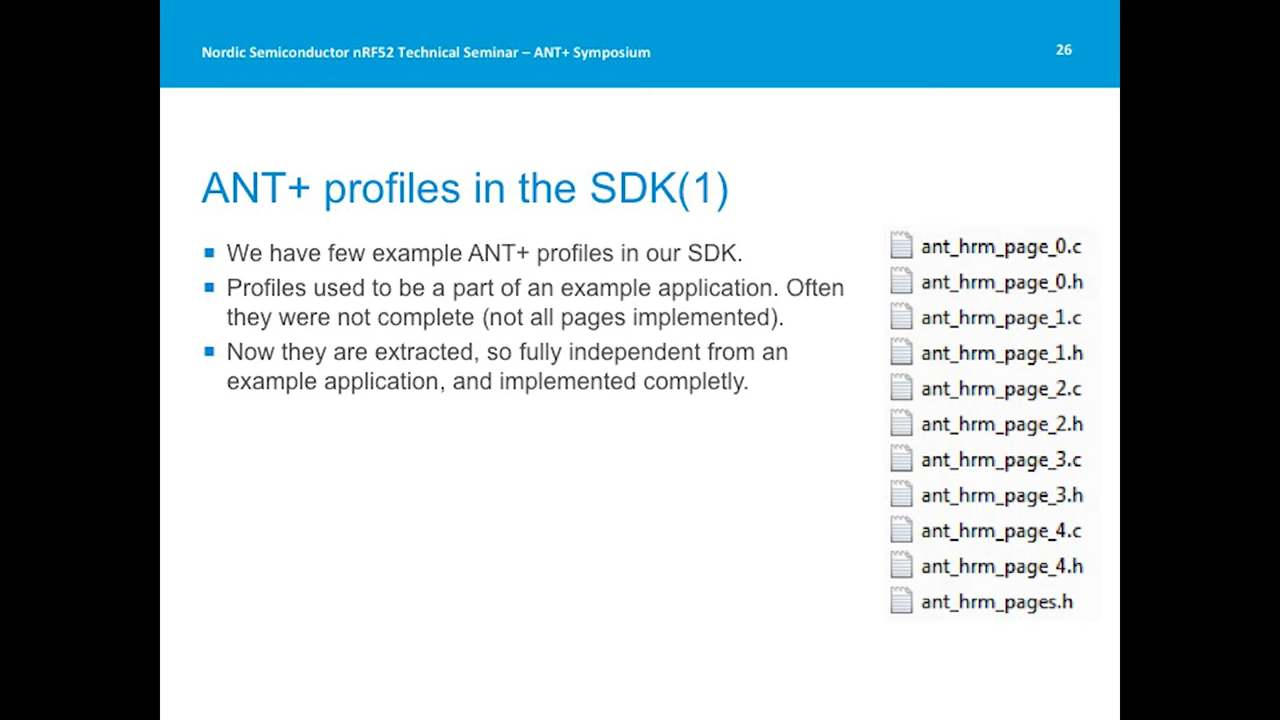 Nordic Semiconductor nRF52 Technical Seminar – ANT+ Symposium
26
ANT+ profiles in the SDK(1)
We have few example ANT+ profiles in our SDK.
Profiles used to be a part of an example application. Often
they were not complete (not all pages implemented).
Now they are extracted, so fully independent from an
example application, and implemented completly.
ant_hrm_page_0.c
ant_hrm_page_0.h
ant_hrm_page_1.c
ant_hrm_page_1.h
ant_hrm_page_2.c
ant_hrm_page_2.h
ant_hrm_page_3.c
ant_hrm_page_3.h
ant_hrm_page_4.c
ant_hrm_page_4.h
ant_hrm_pages.h